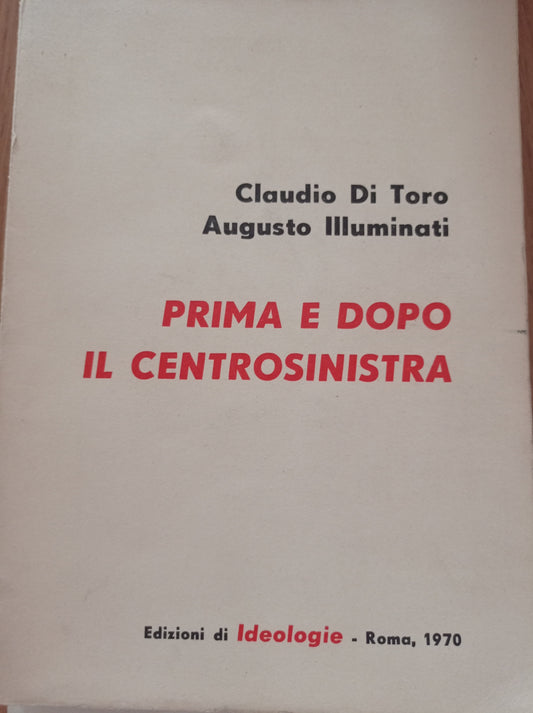 Claudio Di Toro
Augusto Illuminati
PRIMA E DOPO
IL CENTROSINISTRA
Edizioni di Ideologie - Roma, 1970